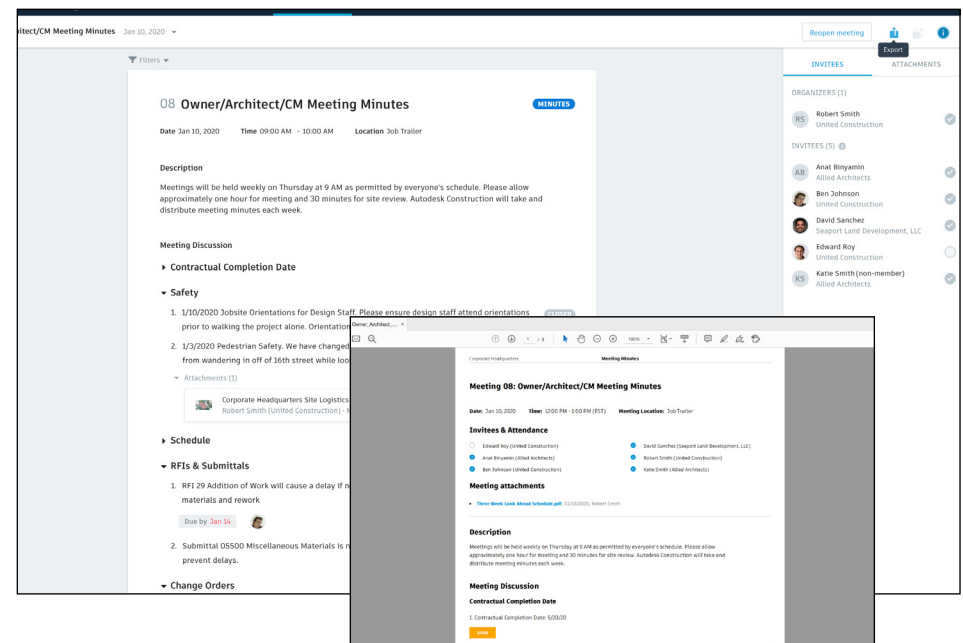 itect/CM Meeting Minutes Jan 10, 2020
Reopen meeting
Export
Filters
INVITEES ATTACHMENTS
08 Owner/Architect/CM Meeting Minutes MINUTES
Date Jan 10, 2020 Time 09:00 AM - 10:00 AM Location Job Trailer
Description
Meetings will be held weekly on Thursday at 9 AM as permitted by everyone's schedule. Please allow
approximately one hour for meeting and 30 minutes for site review. Autodesk Construction will take and
distribute meeting minutes each week.
Meeting Discussion
Contractual Completion Date
Safety
1. 1/10/2020 Jobsite Orientations for Design Staff. Please ensure design staff attend orientations
prior to walking the project alone. Orientation
2. 1/3/2020 Pedestrian Safety. We have changed
from wandering in off of 16th street while loo
Attachments (1)
Corporate Headquarters Site Logistics
Robert Smith (United Construction) ·
Schedule
RFIs & Submittals
1. RFI 29 Addition of Work will cause a delay if n
materials and rework
Due by Jan 14
2. Submittal 05500 Miscellaneous Materials is n
prevent delays.
Change Orders
ORGANIZERS (1)
RS
Robert Smith
United Construction
INVITEES (5)
AB
Anat Binyamin
Allied Architects
Ben Johnson
United Construction
David Sanchez
Seaport Land Development, LLC
Edward Roy
United Construction
KS
Katie Smith (non-member)
Allied Architects
Owner_Architect_... ×
1 / 3 100%
Corporate Headquarters Meeting Minutes
Meeting 08: Owner/Architect/CM Meeting Minutes
Date: Jan 10, 2020 Time: 12:00 PM - 1:00 PM (EST) Meeting Location: Job Trailer
Invitees & Attendance
Edward Roy (United Construction) David Sanchez (Seaport Land Development, LLC)
Anat Binyamin (Allied Architects) Robert Smith (United Construction)
Ben Johnson (United Construction) Katie Smith (Allied Architects)
Meeting attachments
• Three Week Look Ahead Schedule.pdf, 01/10/2020, Robert Smith
Description
Meetings will be held weekly on Thursday at 9 AM as permitted by everyone's schedule. Please allow
approximately one hour for meeting and 30 minutes for site review. Autodesk Construction will take and
distribute meeting minutes each week.
Meeting Discussion
Contractual Completion Date
1. Contractual Completion Date: 5/20/20
OPEN